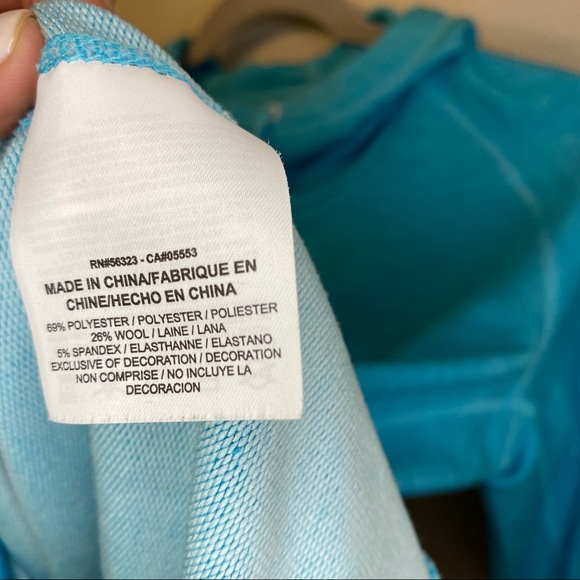 RN#56323 - CA#05553
MADE IN CHINA/FABRIQUE EN
CHINE/HECHO EN CHINA
69% POLYESTER / POLYESTER / POLIESTER
26% WOOL / LAINE / LANA
5% SPANDEX / ELASTHANNE / ELASTANO
EXCLUSIVE OF DECORATION / DECORATION
NON COMPRISE / NO INCLUYE LA
DECORACION